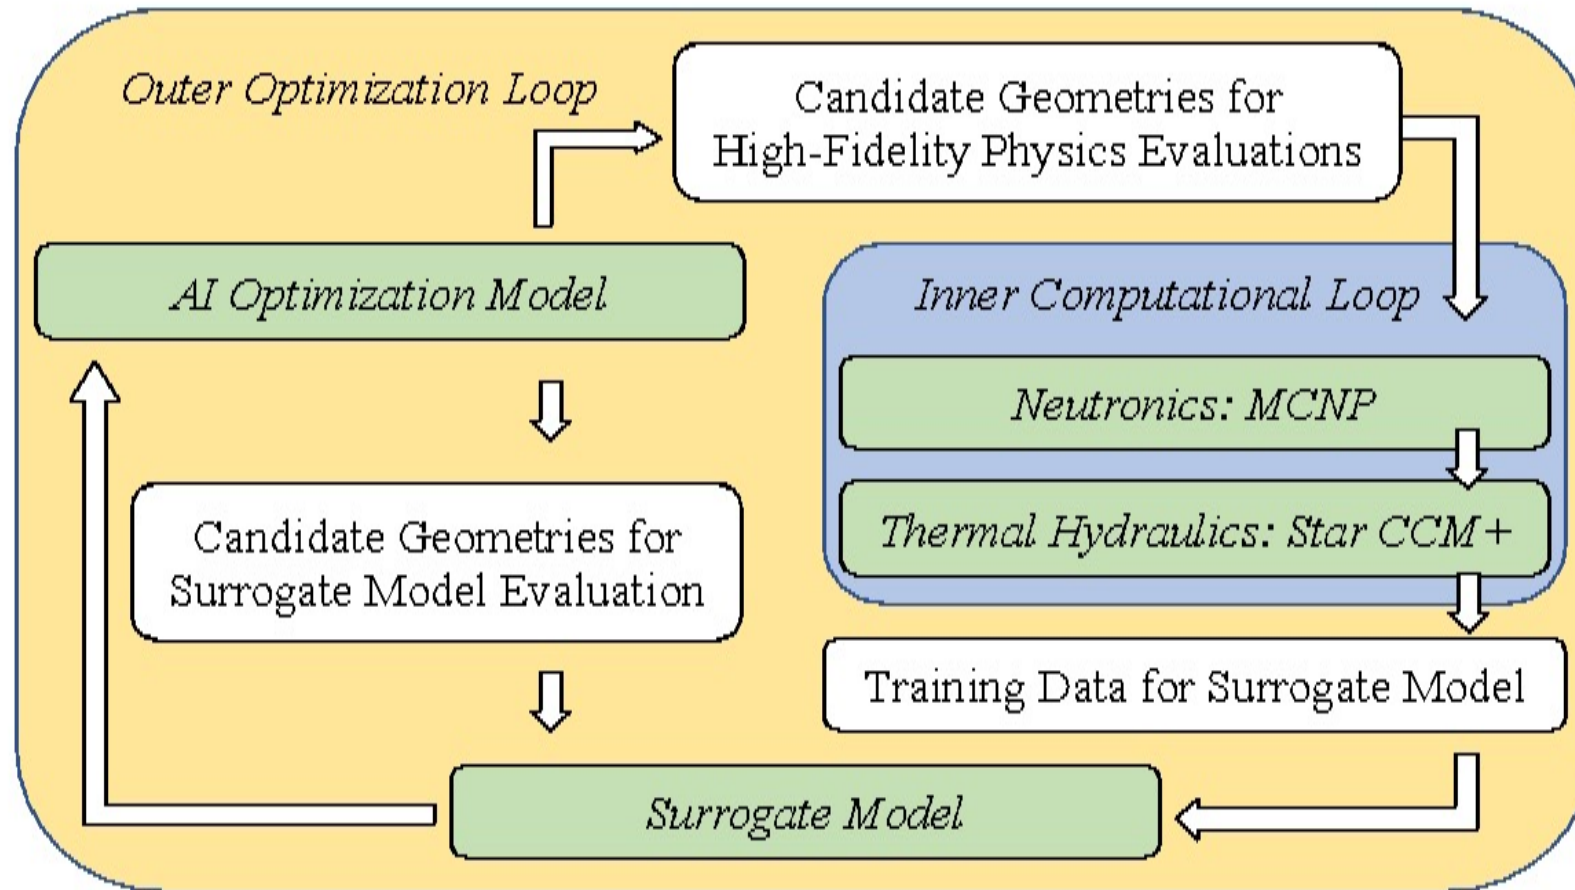 Outer Optimization Loop
Candidate Geometries for
High-Fidelity Physics Evaluations
AI Optimization Model
Inner Computational Loop
Neutronics: MCNP
Thermal Hydraulics: Star CCM+
Candidate Geometries for
Surrogate Model Evaluation
Training Data for Surrogate Model
Surrogate Model